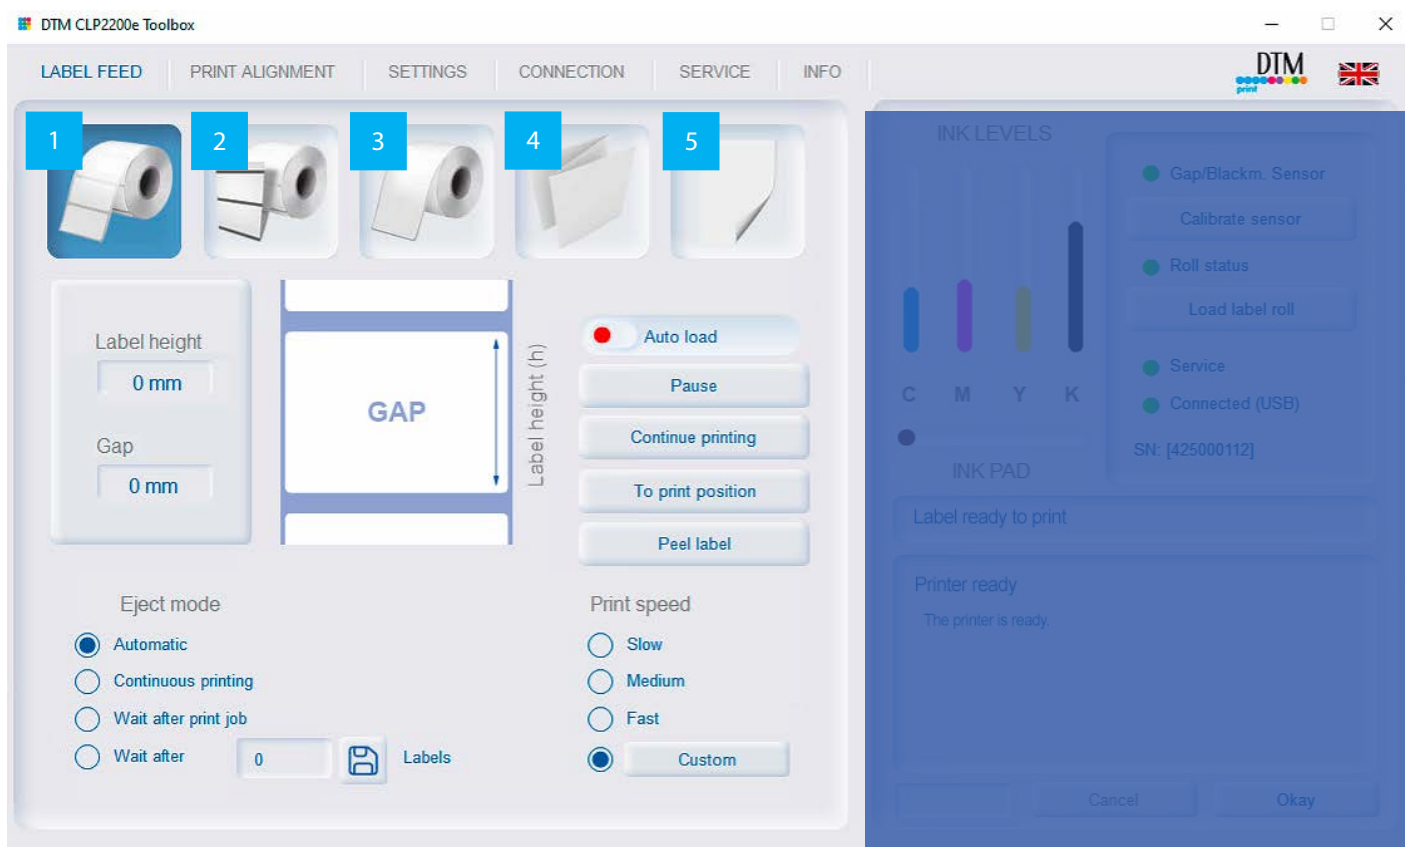 DTM CLP2200e Toolbox
LABEL FEED PRINT ALIGNMENT SETTINGS CONNECTION SERVICE INFO
DTM
print
1 2 3 4 5
Label height
0 mm
Gap
0 mm
GAP
Label height (h)
Auto load
Pause
Continue printing
To print position
Peel label
Eject mode
Automatic
Continuous printing
Wait after print job
Wait after 0 Labels
Print speed
Slow
Medium
Fast
Custom
INK LEVELS
C M Y K
INK PAD
Gap/Blackm. Sensor
Calibrate sensor
Roll status
Load label roll
Service
Connected (USB)
SN: [425000112]
Label ready to print
Printer ready
The printer is ready.
Cancel Okay